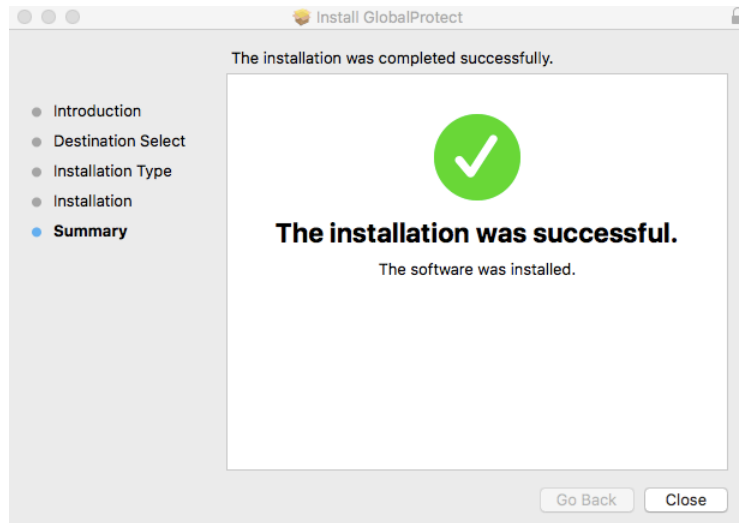 Install GlobalProtect
The installation was completed successfully.
Introduction
Destination Select
Installation Type
Installation
Summary
The installation was successful.
The software was installed.
Go Back
Close